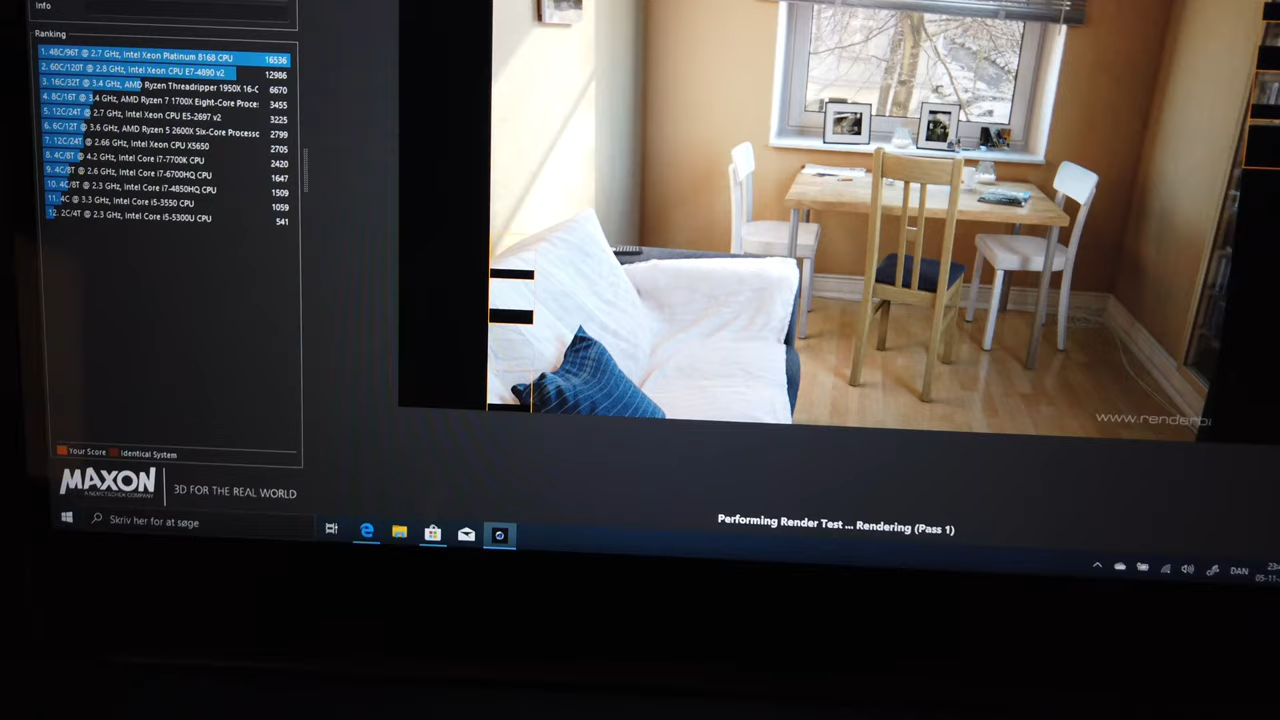 Info
Ranking
1. 48C/96T @ 2.7 GHz, Intel Xeon Platinum 8168 CPU 16536
2. 60C/120T @ 2.8 GHz, Intel Xeon CPU E7-4890 v2 12986
3. 16C/32T @ 3.4 GHz, AMD Ryzen Threadripper 1950X 16-C 6670
4. 8C/16T @ 3.4 GHz, AMD Ryzen 7 1700X Eight-Core Proce: 3455
5. 12C/24T @ 2.7 GHz, Intel Xeon CPU E5-2697 v2 3225
6. 6C/12T @ 3.6 GHz, AMD Ryzen 5 2600X Six-Core Processc 2799
7. 12C/24T @ 2.66 GHz, Intel Xeon CPU X5650 2705
8. 4C/8T @ 4.2 GHz, Intel Core i7-7700K CPU 2420
9. 4C/8T @ 2.6 GHz, Intel Core i7-6700HQ CPU 1647
10. 4C/8T @ 2.3 GHz, Intel Core i7-4850HQ CPU 1509
11. 4C @ 3.3 GHz, Intel Core i5-3550 CPU 1059
12. 2C/4T @ 2.3 GHz, Intel Core i5-5300U CPU 541
www.renderp
Your Score Identical System
MAXON 3D FOR THE REAL WORLD
A NEMETSCHEK COMPANY
Performing Render Test ... Rendering (Pass 1)
Skriv her for at søge
DAN
23:
05-11-